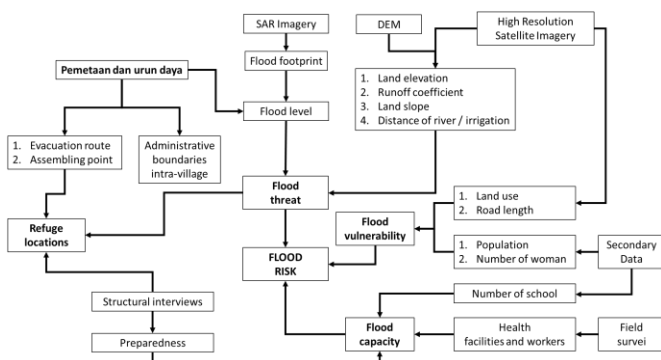 SAR Imagery
DEM
High Resolution
Satellite Imagery
Flood footprint
Pemetaan dan urun daya
1. Land elevation
2. Runoff coefficient
3. Land slope
4. Distance of river / irrigation
Flood level
1. Evacuation route
2. Assembling point
Administrative
boundaries
intra-village
Flood
threat
1. Land use
2. Road length
Refuge
locations
Flood
vulnerability
FLOOD
RISK
1. Population
2. Number of woman
Secondary
Data
Structural interviews
Number of school
Preparedness
Flood
capacity
Health
facilities and workers
Field
survei